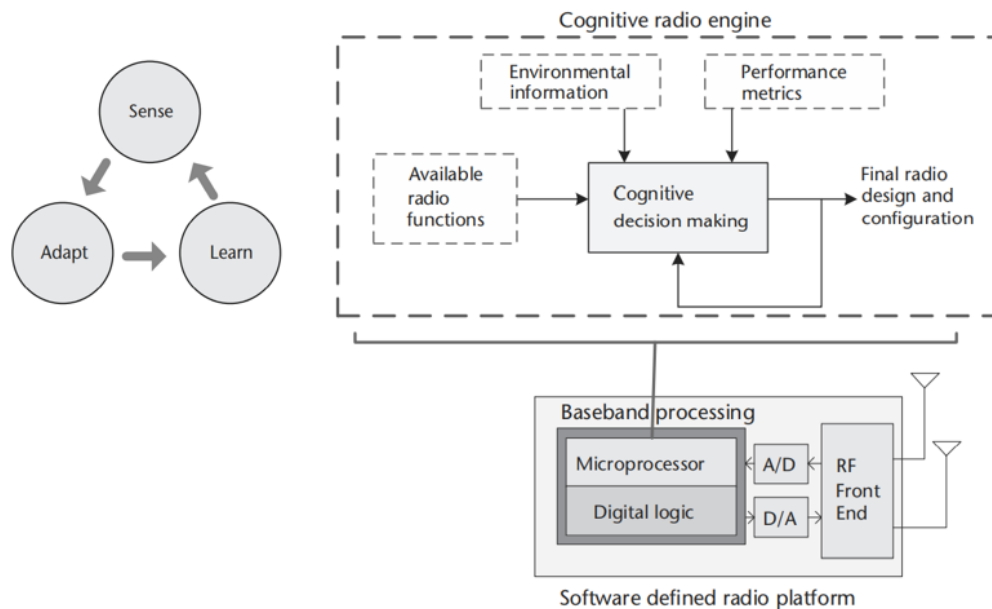 Cognitive radio engine
Sense
Adapt
Learn
Environmental
information
Performance
metrics
Available
radio
functions
Cognitive
decision making
Final radio
design and
configuration
Baseband processing
Microprocessor
Digital logic
A/D
D/A
RF
Front
End
Software defined radio platform